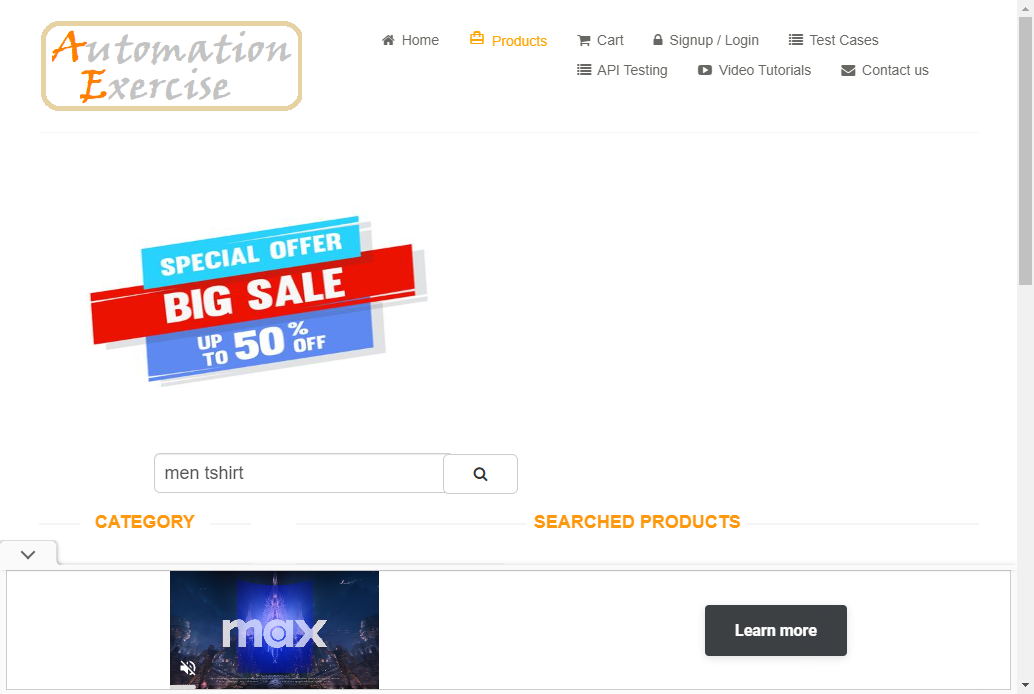 Automation
Exercise
Home
Products
Cart
Signup / Login
Test Cases
API Testing
Video Tutorials
Contact us
SPECIAL OFFER
BIG SALE
UP TO 50% OFF
men tshirt
CATEGORY
SEARCHED PRODUCTS
max
Learn more